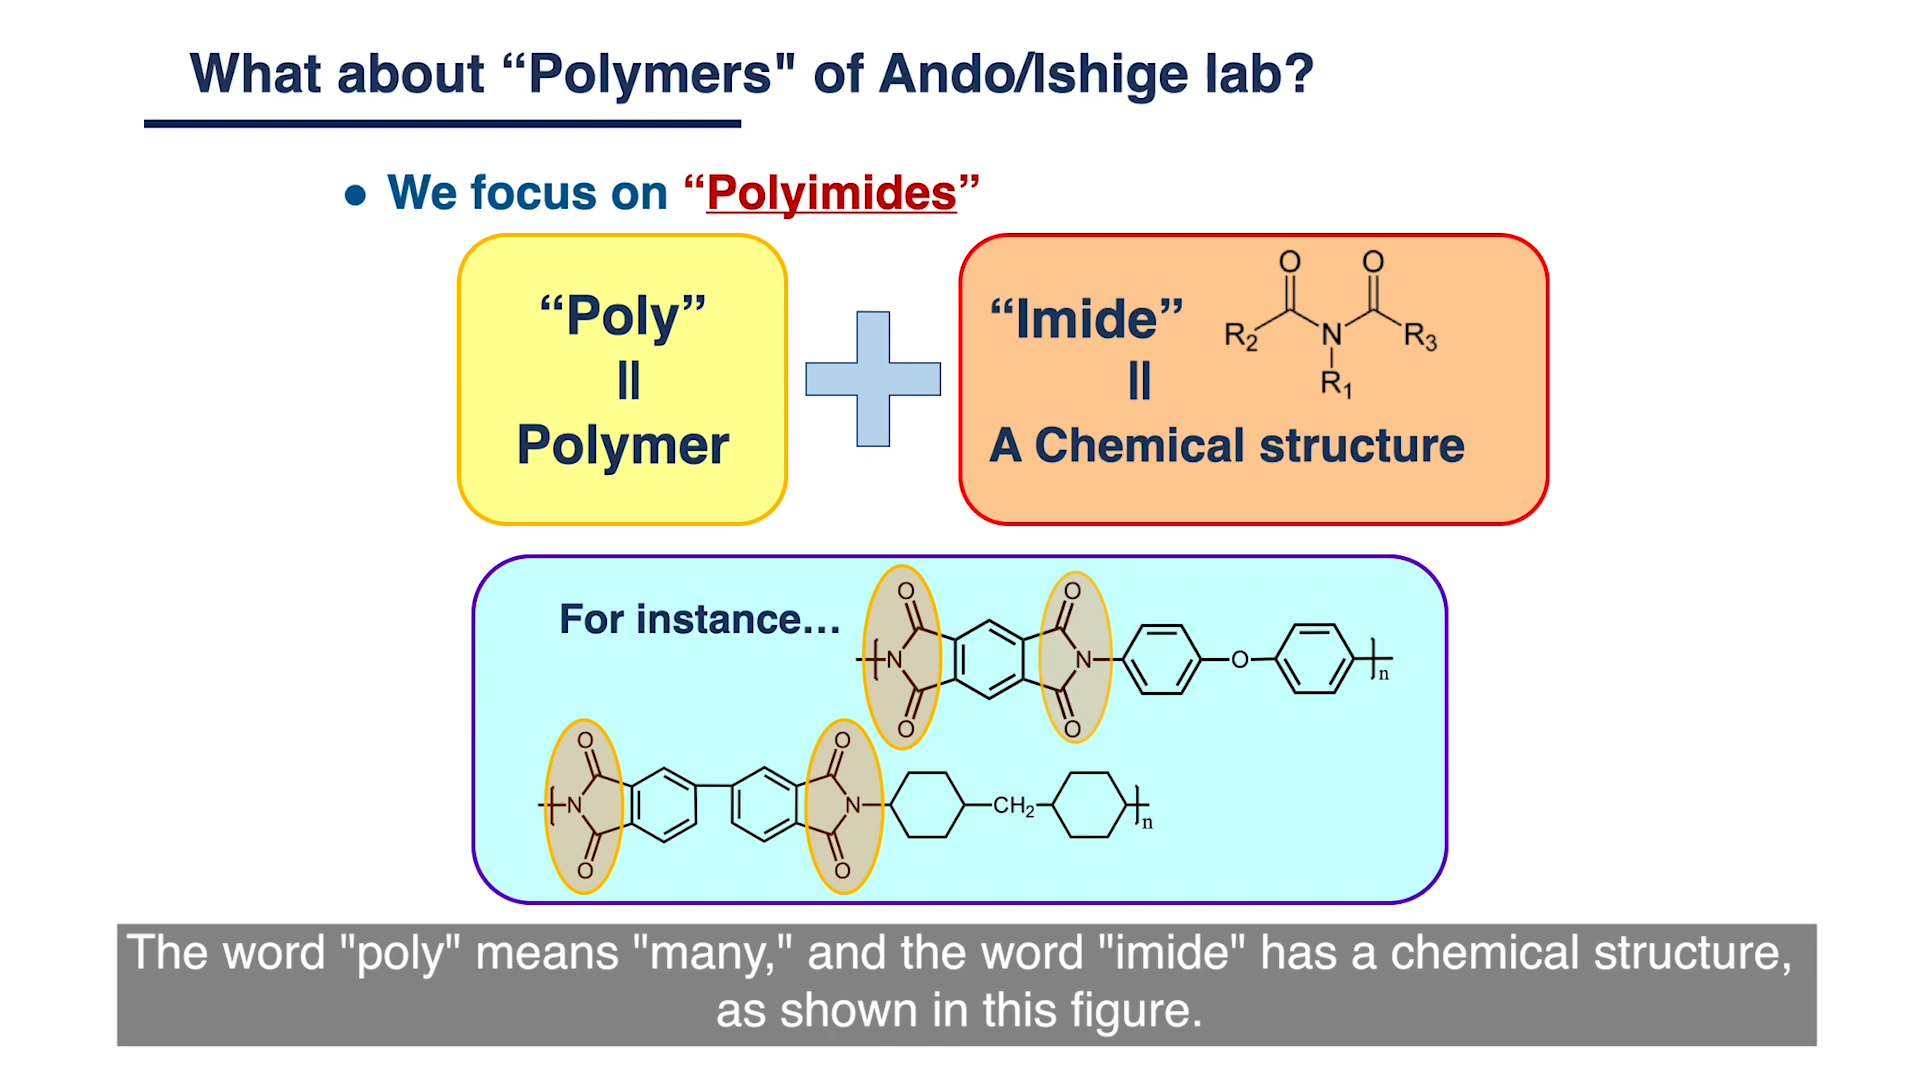 What about “Polymers" of Ando/Ishige lab?
● We focus on “Polyimides”
“Poly”
=
Polymer
“Imide”
=
A Chemical structure
O O
R2 N R3
R1
For instance...
O O
N N O n
O O
O O
N N CH2 n
O O
The word "poly" means "many," and the word "imide" has a chemical structure,
as shown in this figure.